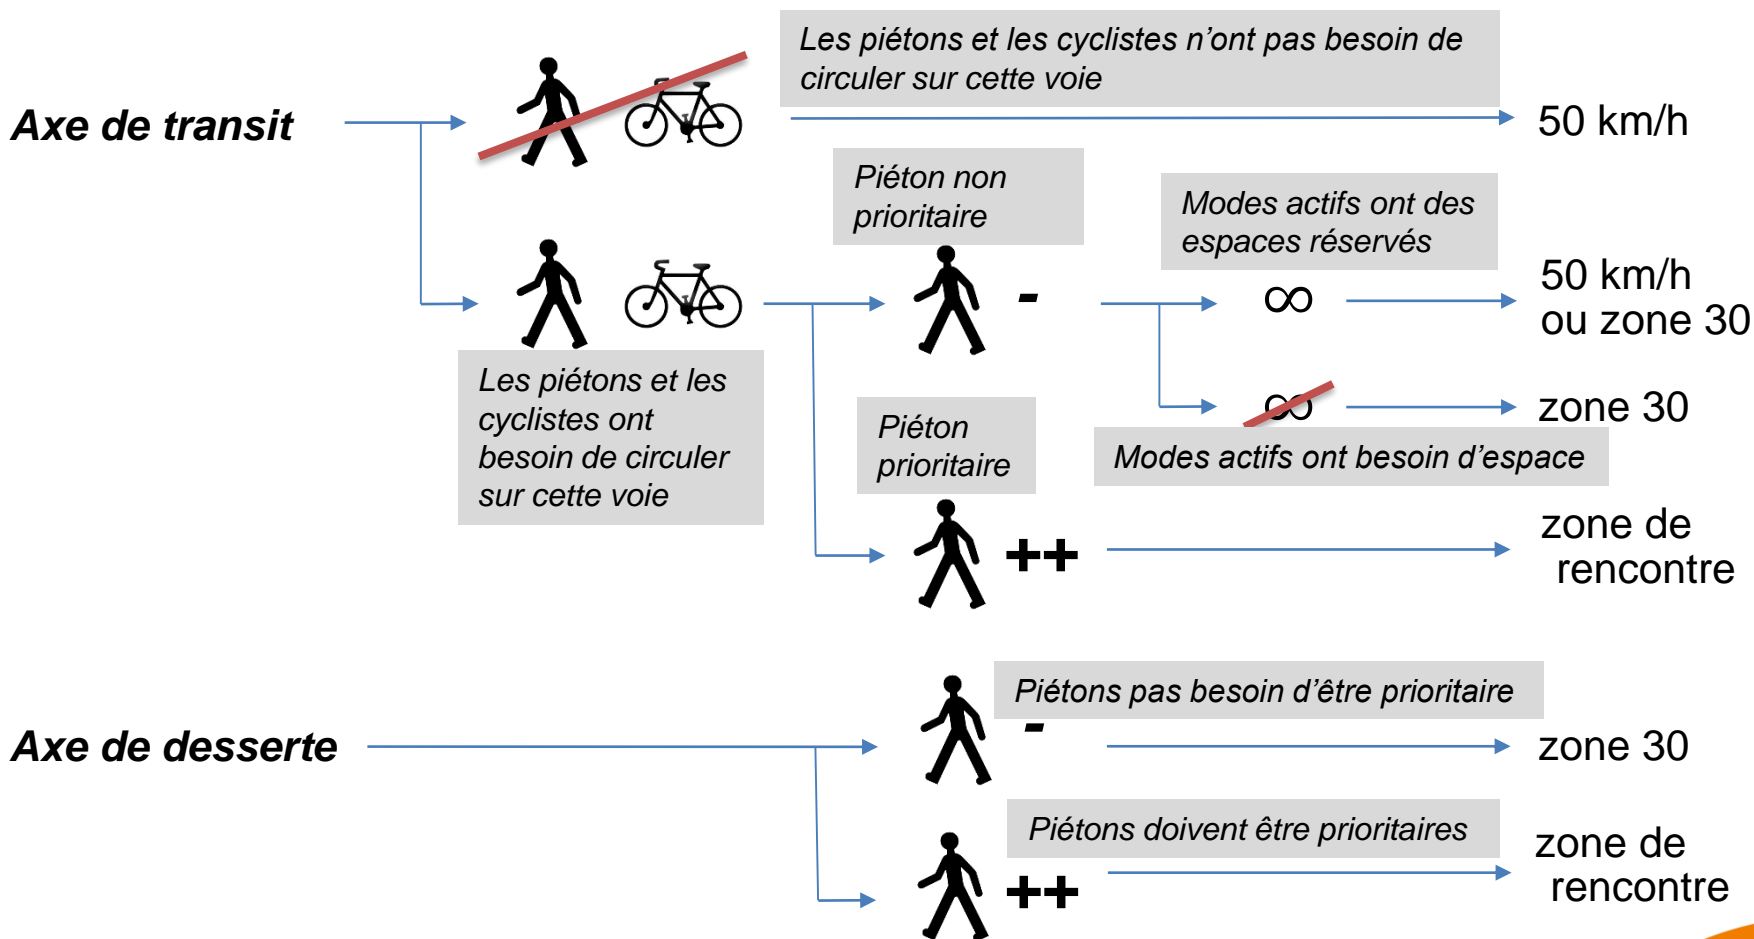 Les piétons et les cyclistes n'ont pas besoin de
circuler sur cette voie
Axe de transit
50 km/h
Piéton non
prioritaire
-
Modes actifs ont des
espaces réservés
∞
50 km/h
ou zone 30
Les piétons et les
cyclistes ont
besoin de circuler
sur cette voie
∞
zone 30
Modes actifs ont besoin d'espace
Piéton
prioritaire
++
zone de
rencontre
Axe de desserte
Piétons pas besoin d'être prioritaire
-
zone 30
Piétons doivent être prioritaires
++
zone de
rencontre